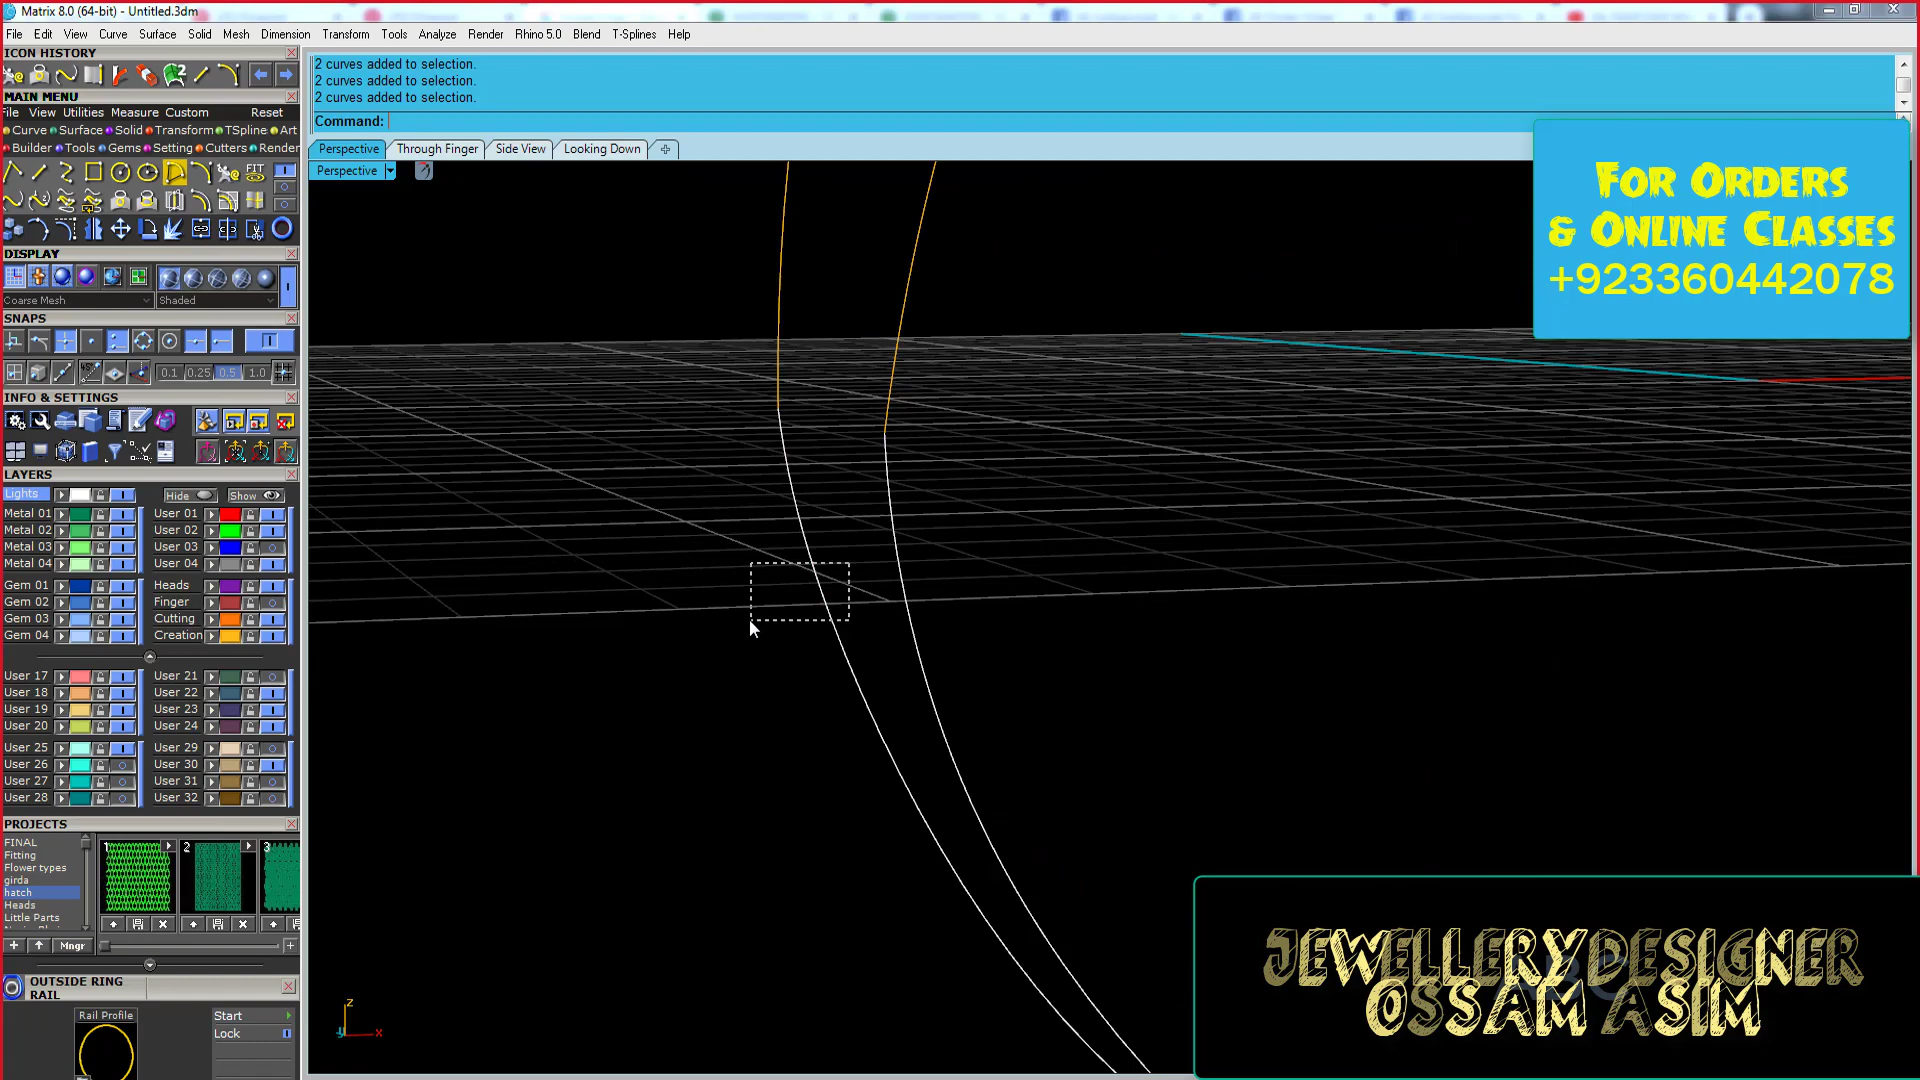 Matrix 8.0 (64-bit) - Untitled.3dm
File Edit View Curve Surface Solid Mesh Dimension Transform Tools Analyze Render Rhino 5.0 Blend T-Splines Help
ICON HISTORY
MAIN MENU
File View Utilities Measure Custom Reset
Curve Surface Solid Transform TSpline Art
Builder Tools Gems Setting Cutters Render
FIT
DISPLAY
Coarse Mesh Shaded
SNAPS
0.1 0.25 0.5 1.0
INFO & SETTINGS
LAYERS
Lights Hide Show
Metal 01 User 01
Metal 02 User 02
Metal 03 User 03
Metal 04 User 04
Gem 01 Heads
Gem 02 Finger
Gem 03 Cutting
Gem 04 Creation
User 17 User 21
User 18 User 22
User 19 User 23
User 20 User 24
User 25 User 29
User 26 User 30
User 27 User 31
User 28 User 32
PROJECTS
FINAL
Fitting
Flower types
girda
hatch
Heads
Little Parts
1 2 3
Mngr
OUTSIDE RING
RAIL
Rail Profile
Start
Lock
2 curves added to selection.
2 curves added to selection.
2 curves added to selection.
Command:
Perspective Through Finger Side View Looking Down
Perspective
For Orders
& Online Classes
+923360442078
z
y x
JEWELLERY DESIGNER
OSSAM ASIM